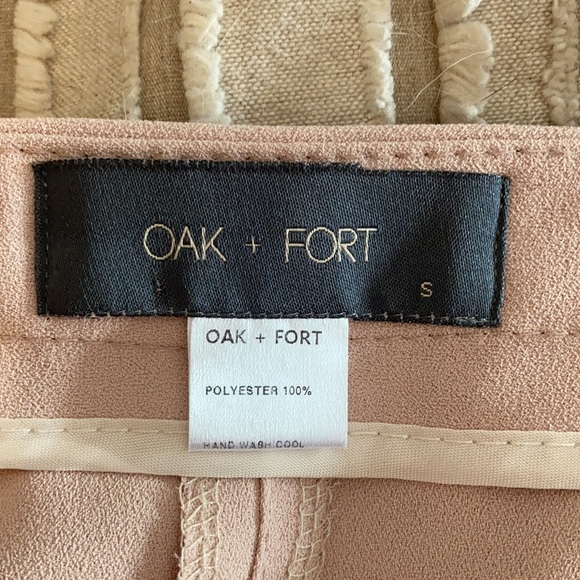 OAK + FORT
S
OAK + FORT
POLYESTER 100%
HAND WASH COOL